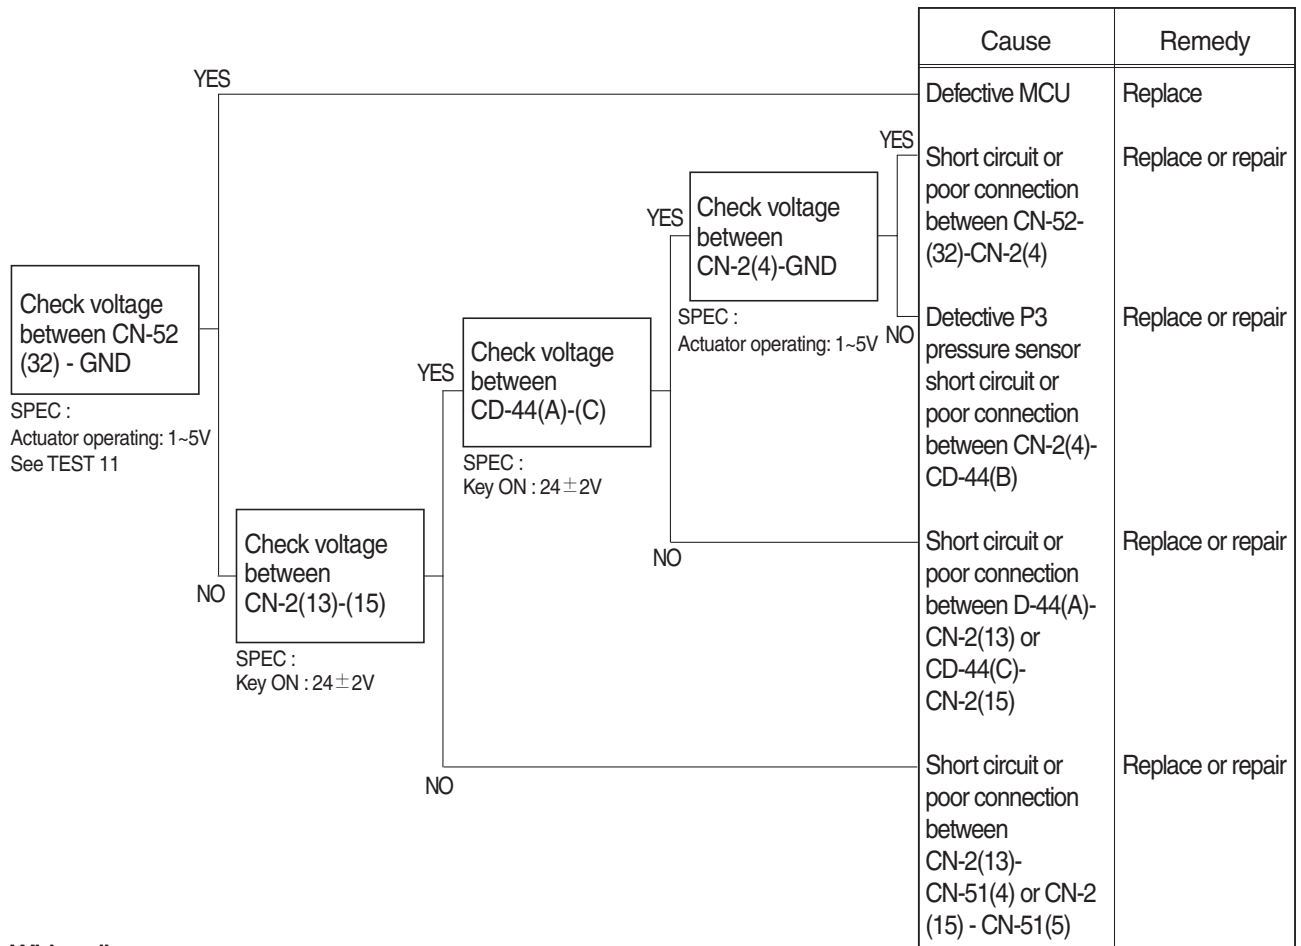 Cause
Remedy
YES
Defective MCU
Replace
YES
Short circuit or
poor connection
between CN-52-
(32)-CN-2(4)
Replace or repair
YES
Check voltage
between
CN-2(4)-GND
SPEC :
Actuator operating: 1~5V
NO
Detective P3
pressure sensor
short circuit or
poor connection
between CN-2(4)-
CD-44(B)
Replace or repair
Check voltage
between CN-52
(32) - GND
SPEC :
Actuator operating: 1~5V
See TEST 11
YES
Check voltage
between
CD-44(A)-(C)
SPEC :
Key ON : 24±2V
NO
Short circuit or
poor connection
between D-44(A)-
CN-2(13) or
CD-44(C)-
CN-2(15)
Replace or repair
NO
Check voltage
between
CN-2(13)-(15)
SPEC :
Key ON : 24±2V
NO
Short circuit or
poor connection
between
CN-2(13)-
CN-51(4) or CN-2
(15) - CN-51(5)
Replace or repair